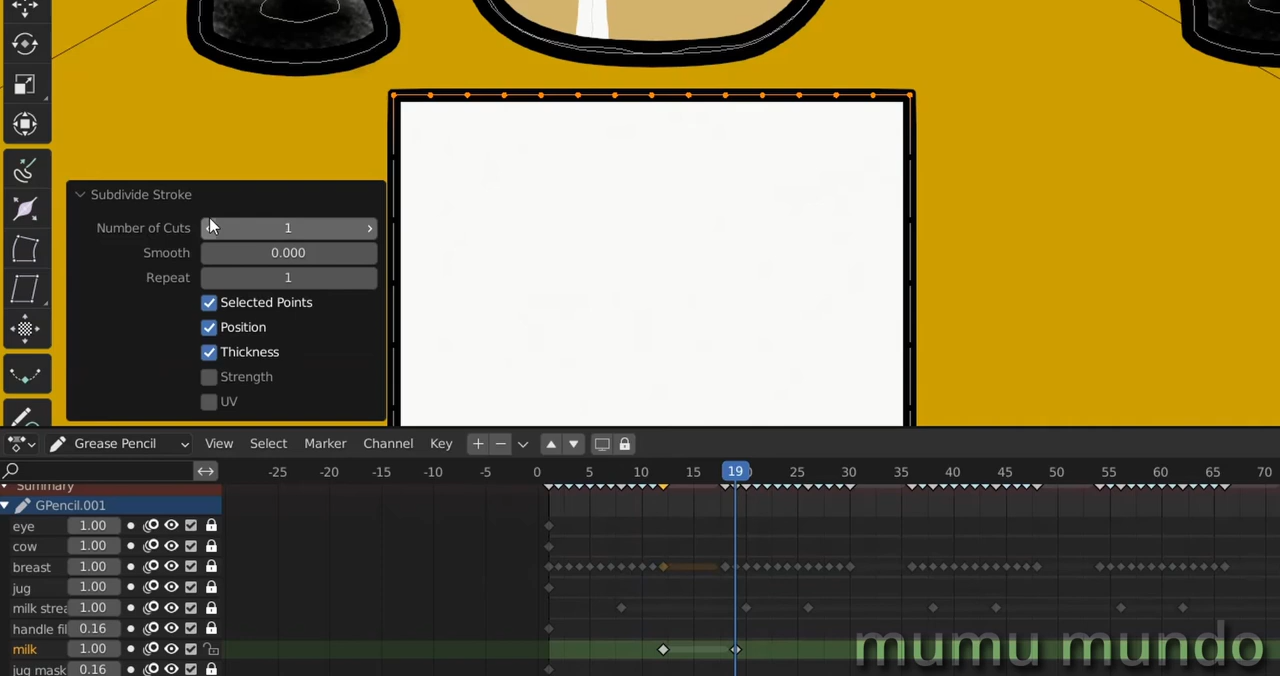 Subdivide Stroke
Number of Cuts 1
Smooth 0.000
Repeat 1
Selected Points
Position
Thickness
Strength
UV
Grease Pencil View Select Marker Channel Key
-25 -20 -15 -10 -5 0 5 10 15 19 25 30 35 40 45 50 55 60 65 70
Summary
GPencil.001
eye 1.00
cow 1.00
breast 1.00
jug 1.00
milk strea 1.00
handle fil 0.16
milk 1.00
jug mask 0.16
mumu mundo